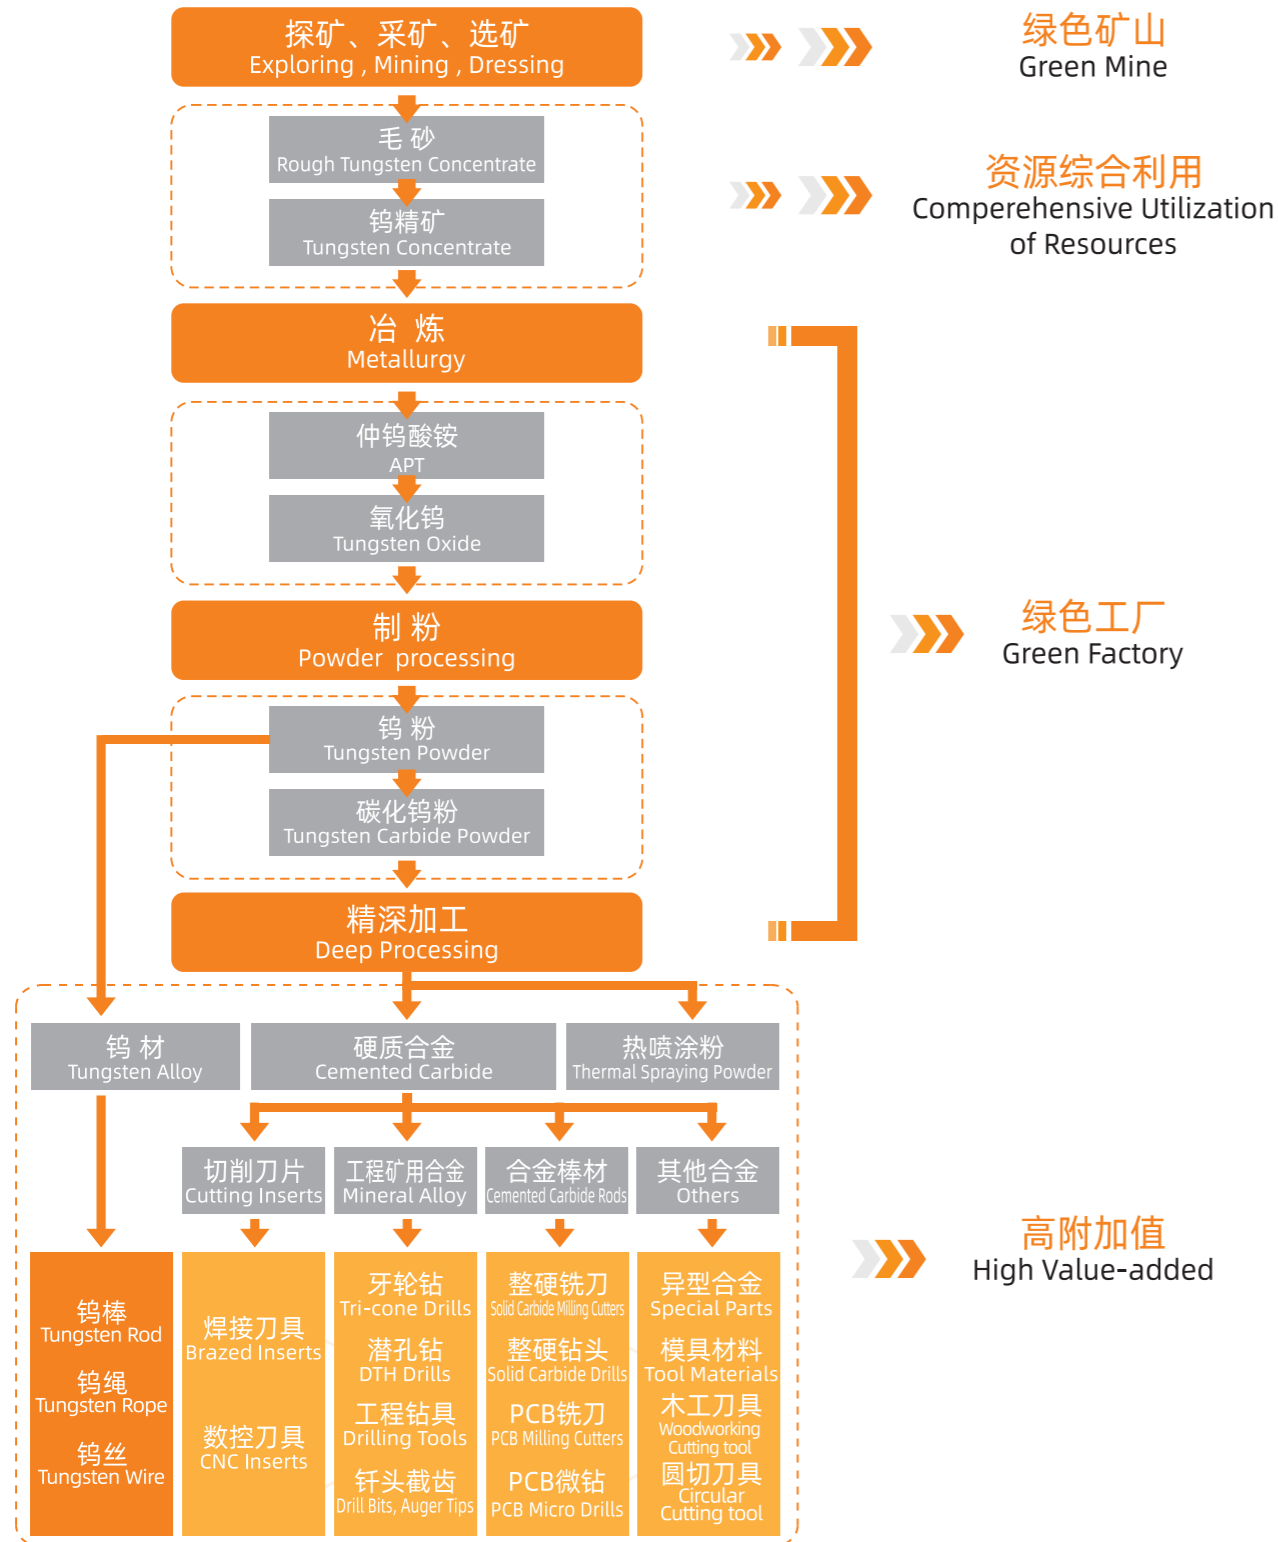 探矿、采矿、选矿
Exploring , Mining , Dressing
绿色矿山
Green Mine
毛 砂
Rough Tungsten Concentrate
钨精矿
Tungsten Concentrate
资源综合利用
Comperehensive Utilization
of Resources
冶 炼
Metallurgy
仲钨酸铵
APT
氧化钨
Tungsten Oxide
制 粉
Powder processing
绿色工厂
Green Factory
钨 粉
Tungsten Powder
碳化钨粉
Tungsten Carbide Powder
精深加工
Deep Processing
钨 材
Tungsten Alloy
硬质合金
Cemented Carbide
热喷涂粉
Thermal Spraying Powder
切削刀片
Cutting Inserts
工程矿用合金
Mineral Alloy
合金棒材
Cemented Carbide Rods
其他合金
Others
高附加值
High Value-added
钨棒
Tungsten Rod
钨绳
Tungsten Rope
钨丝
Tungsten Wire
焊接刀具
Brazed Inserts
数控刀具
CNC Inserts
牙轮钻
Tri-cone Drills
潜孔钻
DTH Drills
工程钻具
Drilling Tools
钎头截齿
Drill Bits, Auger Tips
整硬铣刀
Solid Carbide Milling Cutters
整硬钻头
Solid Carbide Drills
PCB铣刀
PCB Milling Cutters
PCB微钻
PCB Micro Drills
异型合金
Special Parts
模具材料
Tool Materials
木工刀具
Woodworking
Cutting tool
圆切刀具
Circular
Cutting tool